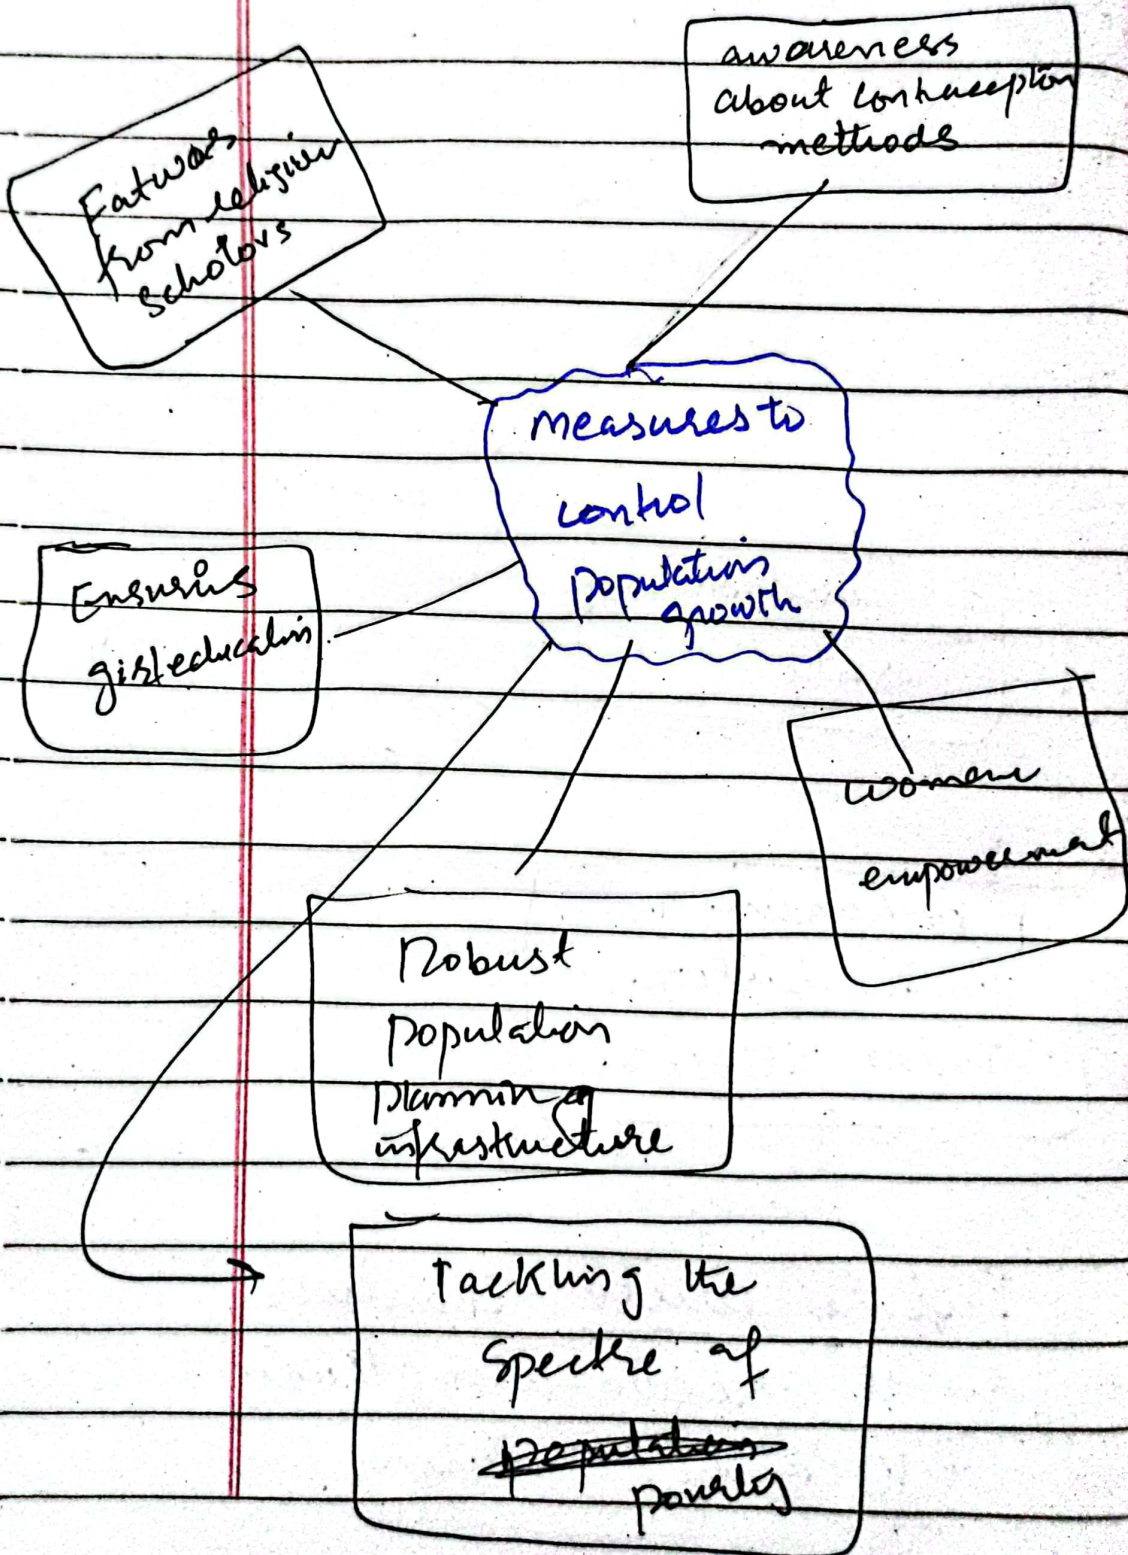 awareness
about contraception
methods
Fatwas
from religious
scholors
measures to
control
population
growth
Ensuring
girl education
women
empowerment
Robust
population
planning
infrastructure
Tackling the
Spectre of
population
poverty